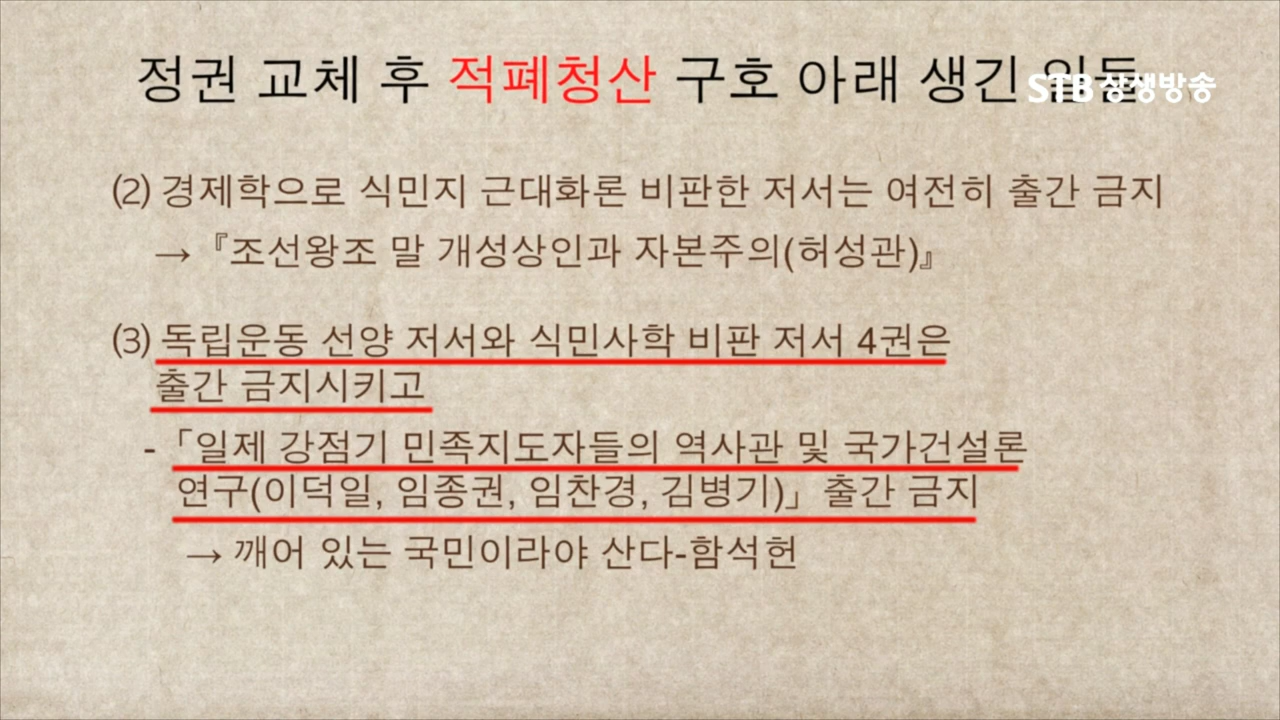 정권 교체 후 적폐청산 구호 아래 생긴 일들
STB 상생방송
(2) 경제학으로 식민지 근대화론 비판한 저서는 여전히 출간 금지
→『조선왕조 말 개성상인과 자본주의(허성관)』
(3) 독립운동 선양 저서와 식민사학 비판 저서 4권은
출간 금지시키고
-「일제 강점기 민족지도자들의 역사관 및 국가건설론
연구(이덕일, 임종권, 임찬경, 김병기)」출간 금지
→ 깨어 있는 국민이라야 산다-함석헌